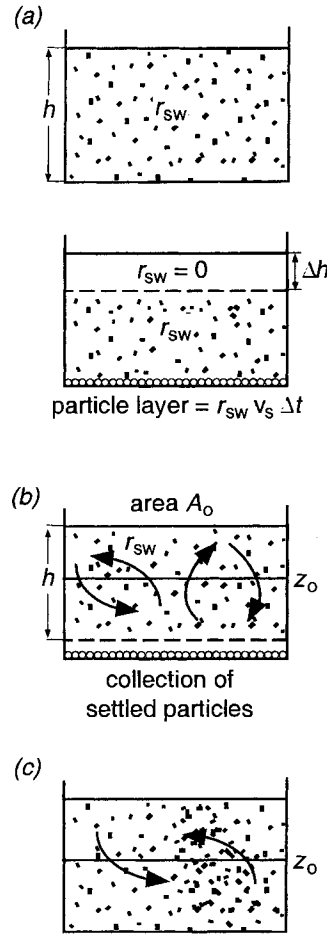 (a)
h
r_sw
r_sw = 0
Δh
r_sw
particle layer = r_sw v_s Δt
(b)
area A_o
r_sw
h
z_o
collection of
settled particles
(c)
z_o